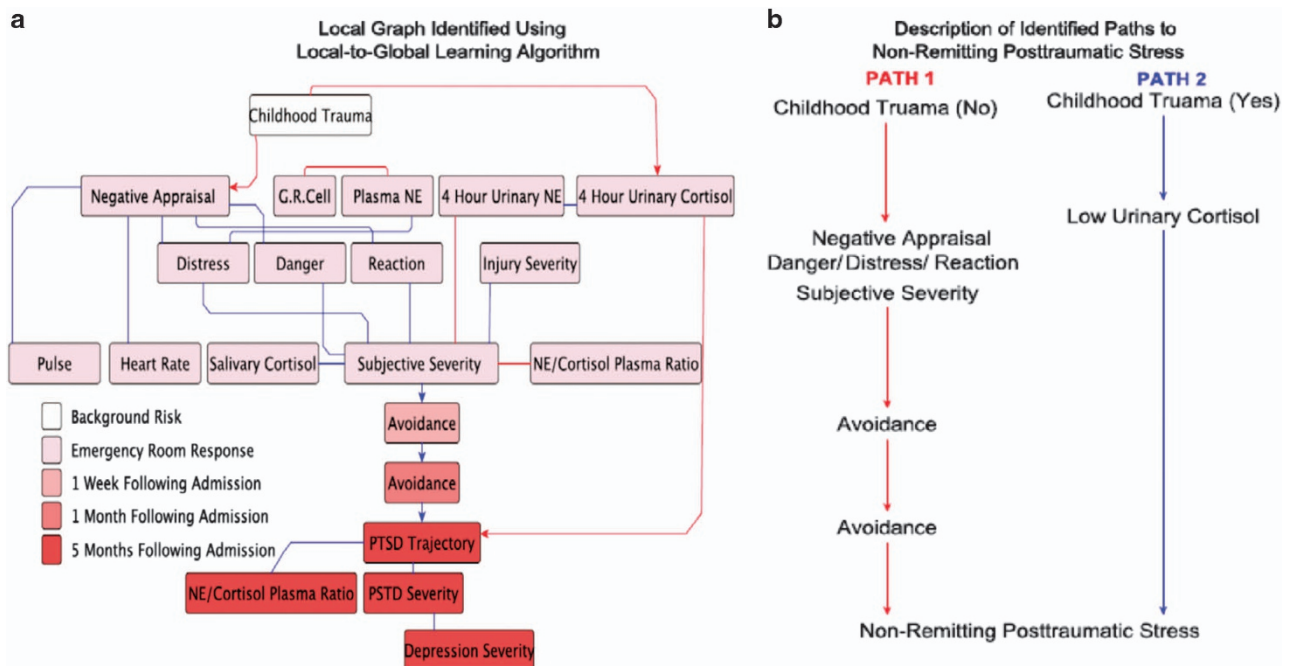 a
Local Graph Identified Using
Local-to-Global Learning Algorithm
Childhood Trauma
Negative Appraisal
G.R.Cell
Plasma NE
4 Hour Urinary NE
4 Hour Urinary Cortisol
Distress
Danger
Reaction
Injury Severity
Pulse
Heart Rate
Salivary Cortisol
Subjective Severity
NE/Cortisol Plasma Ratio
Background Risk
Emergency Room Response
1 Week Following Admission
1 Month Following Admission
5 Months Following Admission
Avoidance
Avoidance
PTSD Trajectory
NE/Cortisol Plasma Ratio
PSTD Severity
Depression Severity
b
Description of Identified Paths to
Non-Remitting Posttraumatic Stress
PATH 1
PATH 2
Childhood Truama (No)
Childhood Truama (Yes)
Low Urinary Cortisol
Negative Appraisal
Danger/ Distress/ Reaction
Subjective Severity
Avoidance
Avoidance
Non-Remitting Posttraumatic Stress